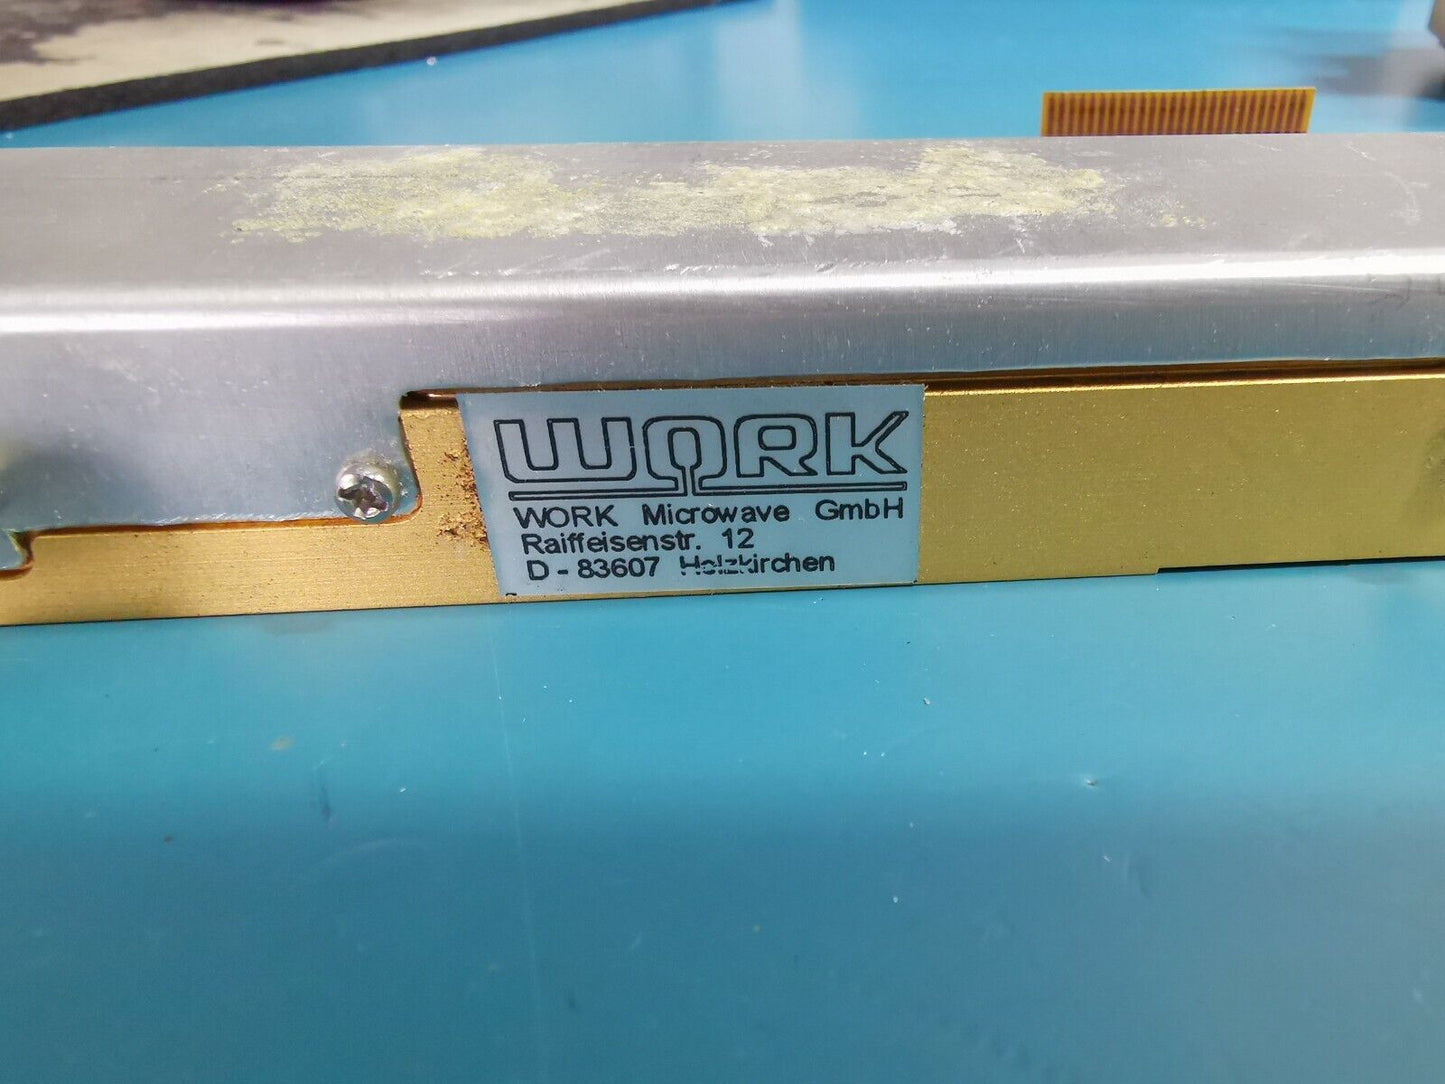 WORK
WORK Microwave GmbH
Raiffeisenstr. 12
D - 83607 Holzkirchen